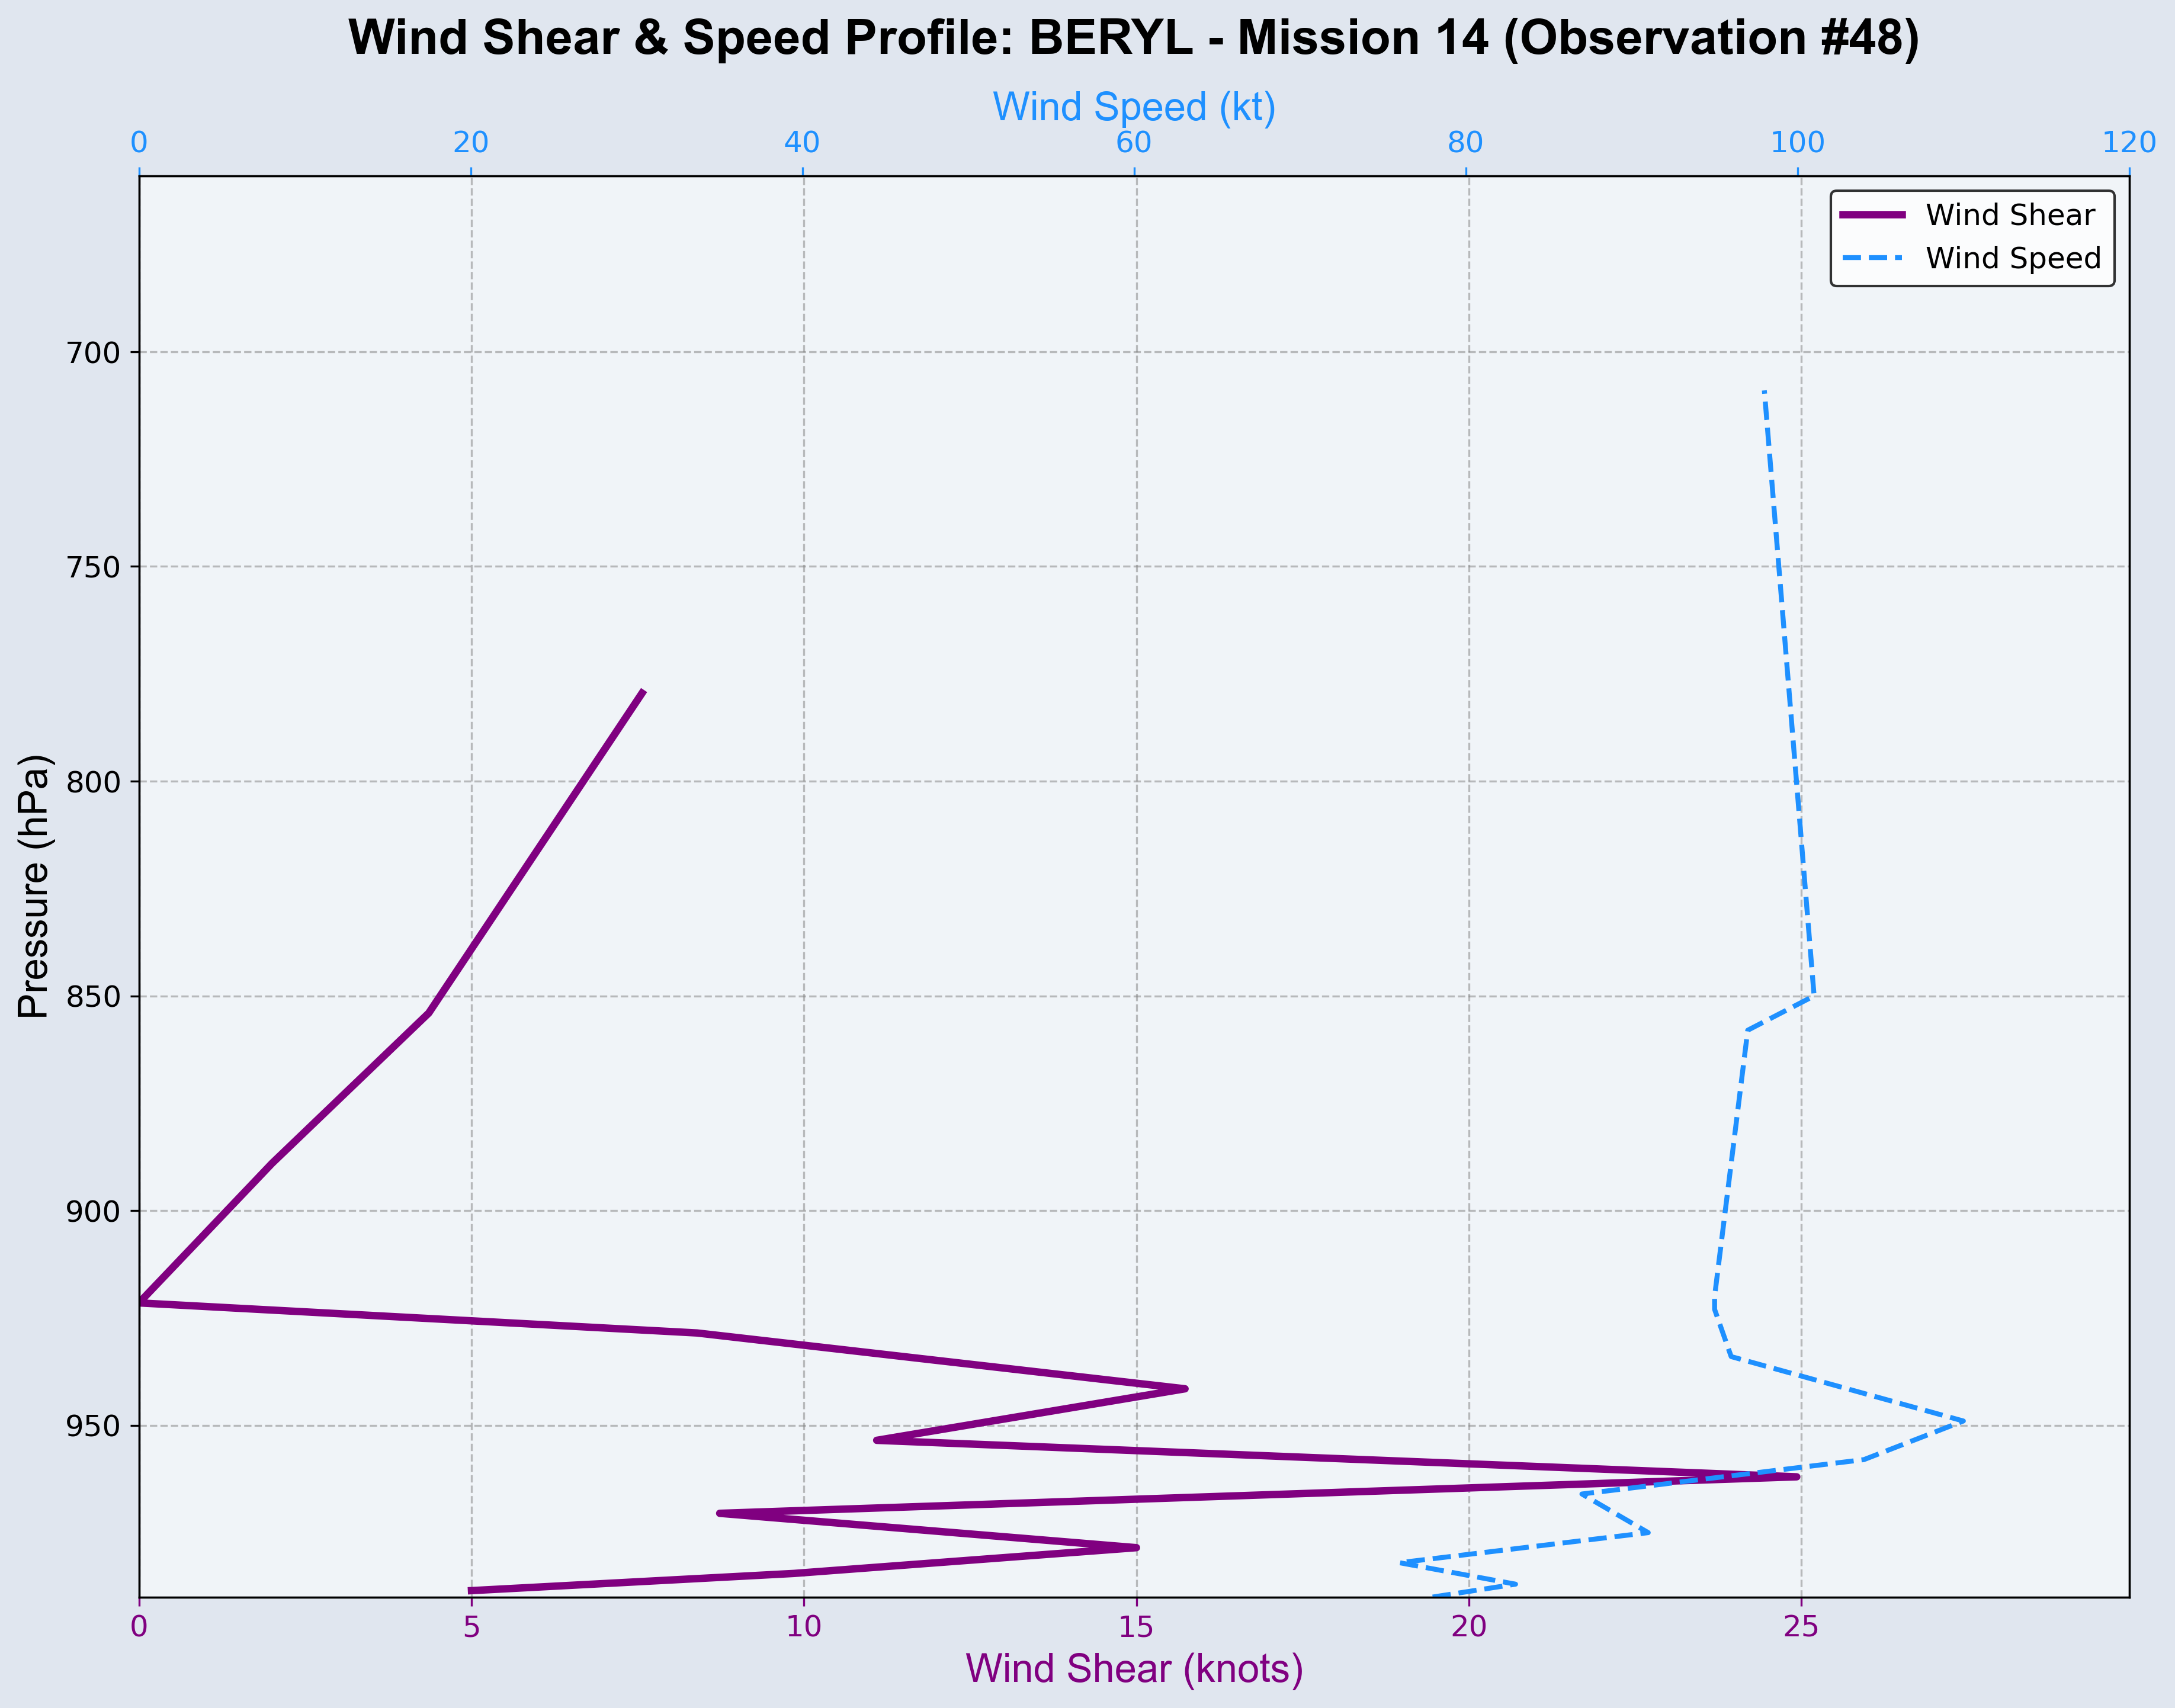 Wind Shear & Speed Profile: BERYL - Mission 14 (Observation #48)
Wind Speed (kt)
0 20 40 60 80 100 120
Wind Shear
Wind Speed
700
750
800
850
900
950
Pressure (hPa)
0 5 10 15 20 25
Wind Shear (knots)